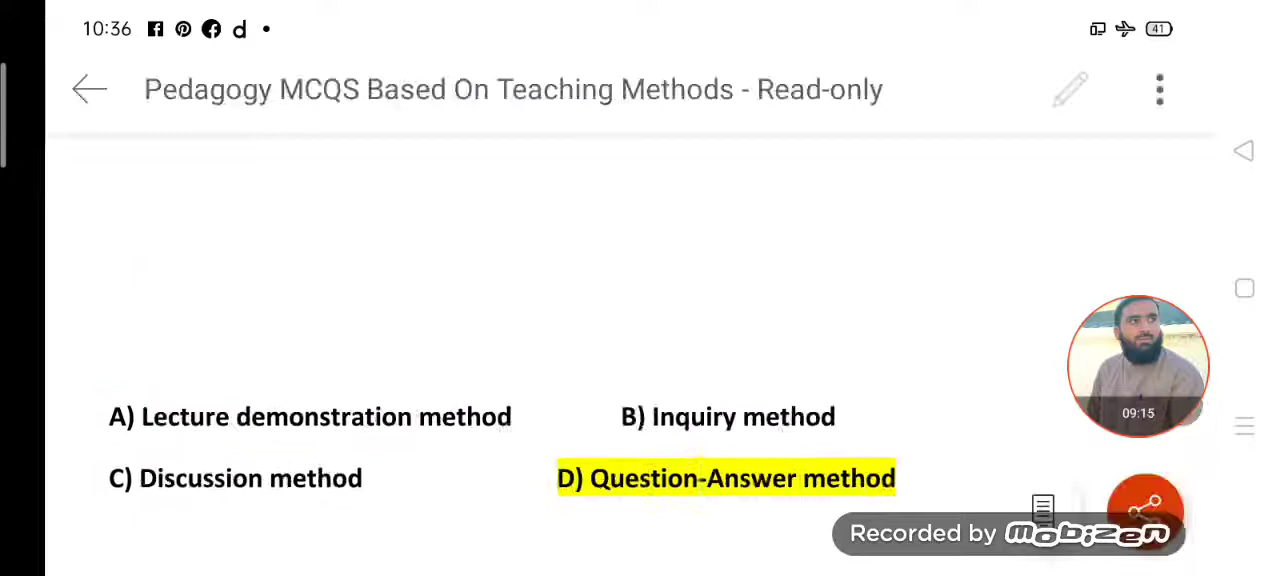 10:36
41
Pedagogy MCQS Based On Teaching Methods - Read-only
09:15
A) Lecture demonstration method B) Inquiry method
C) Discussion method D) Question-Answer method
Recorded by mobizen